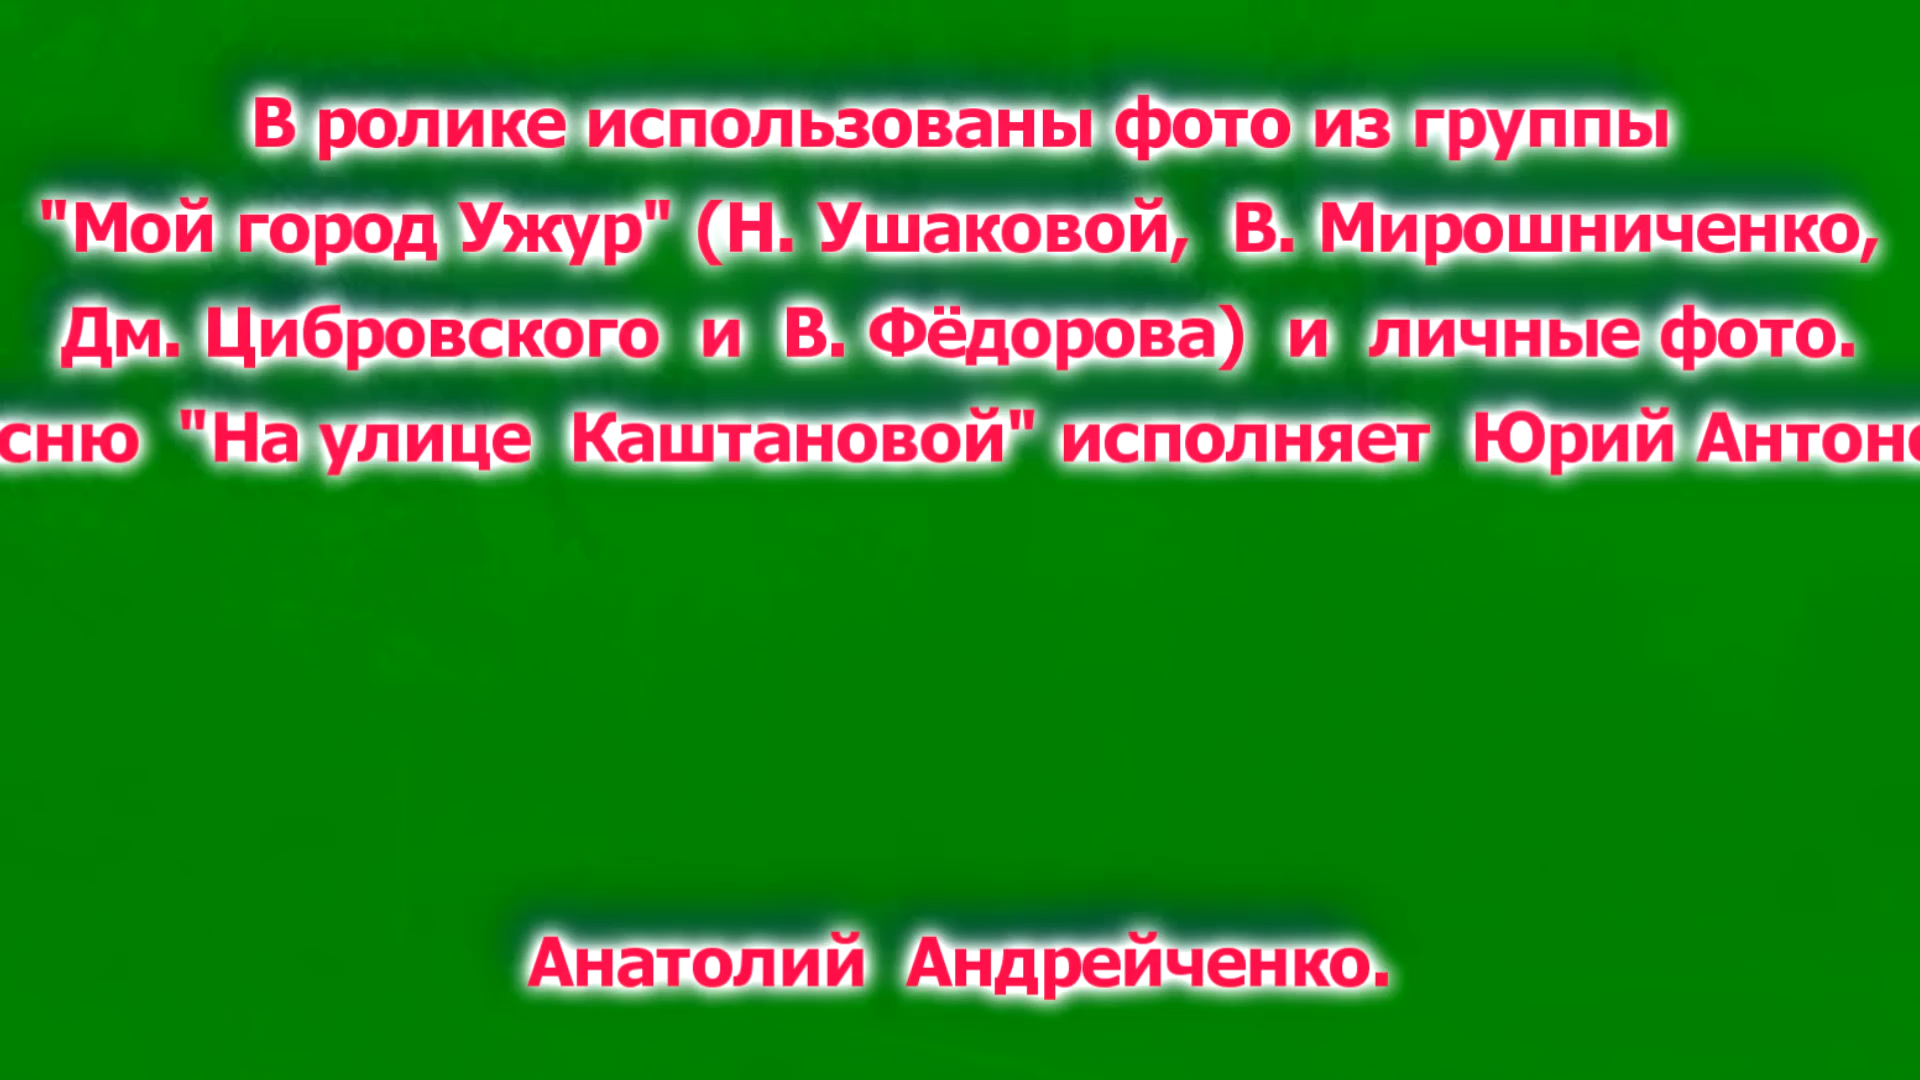 В ролике использованы фото из группы
"Мой город Ужур" (Н. Ушаковой, В. Мирошниченко,
Дм. Цибровского и В. Фёдорова) и личные фото.
"На улице Каштановой" исполняет Юрий
Анатолий Андрейченко.